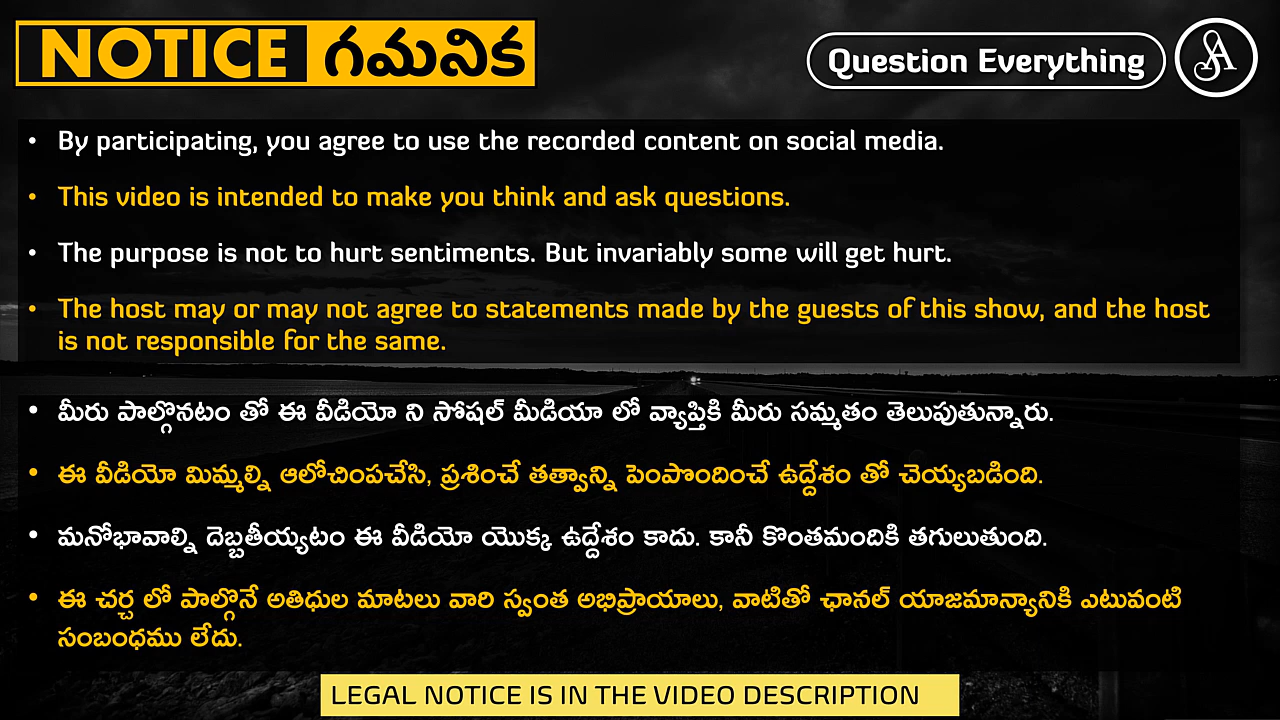 NOTICE గమనిక
Question Everything
• By participating, you agree to use the recorded content on social media.
• This video is intended to make you think and ask questions.
• The purpose is not to hurt sentiments. But invariably some will get hurt.
• The host may or may not agree to statements made by the guests of this show, and the host
is not responsible for the same.
• మీరు పాల్గొనటం తో ఈ వీడియో ని సోషల్ మీడియా లో వ్యాప్తికి మీరు సమ్మతం తెలుపుతున్నారు.
• ఈ వీడియో మిమ్మల్ని ఆలోచింపచేసి, ప్రశించే తత్వాన్ని పెంపొందించే ఉద్దేశం తో చెయ్యబడింది.
• మనోభావాల్ని దెబ్బతీయ్యటం ఈ వీడియో యొక్క ఉద్దేశం కాదు. కానీ కొంతమందికి తగులుతుంది.
• ఈ చర్చ లో పాల్గొనే అతిధుల మాటలు వారి స్వంత అభిప్రాయాలు, వాటితో ఛానల్ యాజమాన్యానికి ఎటువంటి
సంబంధము లేదు.
LEGAL NOTICE IS IN THE VIDEO DESCRIPTION